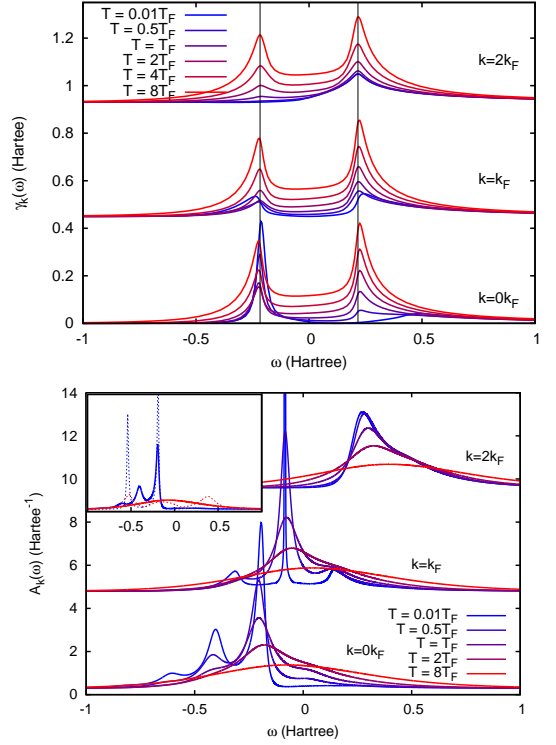 T = 0.01T_F
T = 0.5T_F
T = T_F
T = 2T_F
T = 4T_F
T = 8T_F
k=2k_F
k=k_F
k=0k_F
γ_k(ω) (Hartee)
1.2
1
0.8
0.6
0.4
0.2
0
-1 -0.5 0 0.5 1
ω (Hartree)
14
12
10
8
6
4
2
0
A_k(ω) (Hartee⁻¹)
-0.5 0 0.5
k=2k_F
k=k_F
k=0k_F
T = 0.01T_F
T = 0.5T_F
T = T_F
T = 2T_F
T = 8T_F
-1 -0.5 0 0.5 1
ω (Hartree)